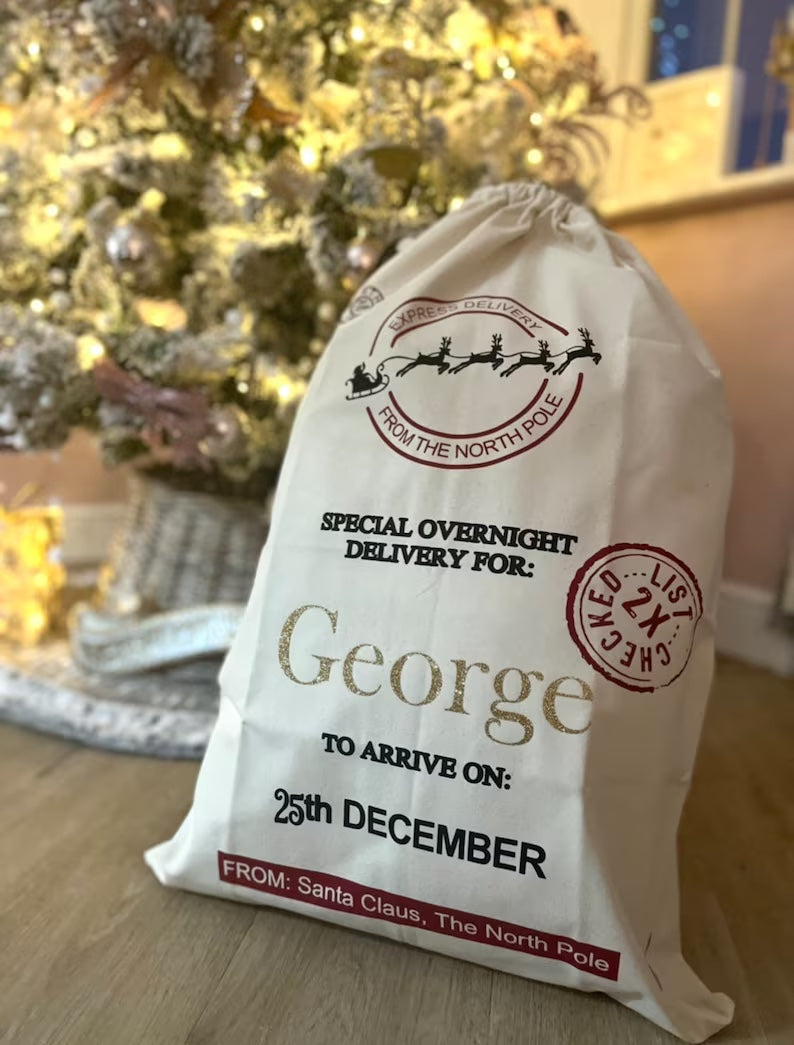 EXPRESS DELIVERY
FROM THE NORTH POLE
SPECIAL OVERNIGHT
DELIVERY FOR:
LIST
2X
CHECKED
George
TO ARRIVE ON:
25th DECEMBER
FROM: Santa Claus, The North Pole